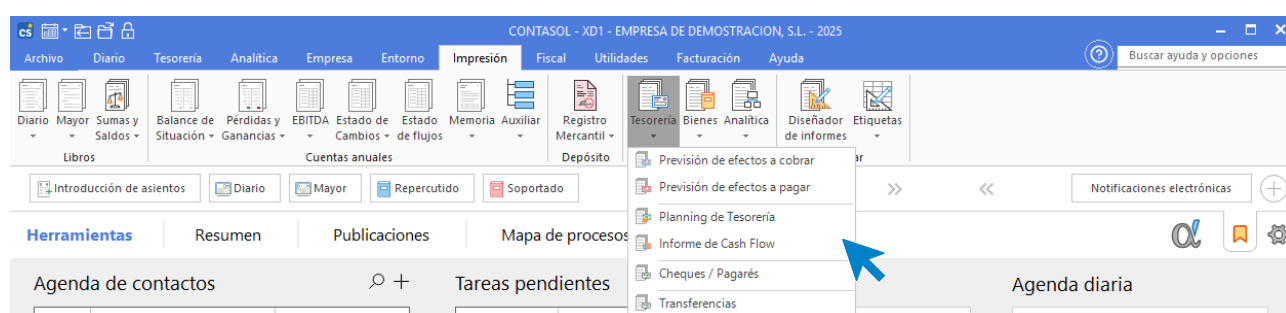 cs CONTASOL - XD1 - EMPRESA DE DEMOSTRACION, S.L. - 2025
Archivo Diario Tesorería Analítica Empresa Entorno Impresión Fiscal Utilidades Facturación Ayuda Buscar ayuda y opciones
Diario Mayor Sumas y Saldos Balance de Situación Pérdidas y Ganancias EBITDA Estado de Cambios Estado de flujos Memoria Auxiliar Registro Mercantil Tesorería Bienes Analítica Diseñador de informes Etiquetas
Libros Cuentas anuales Depósito ar
Introducción de asientos Diario Mayor Repercutido Soportado Notificaciones electrónicas
Herramientas Resumen Publicaciones Mapa de procesos
Previsión de efectos a cobrar
Previsión de efectos a pagar
Planning de Tesorería
Informe de Cash Flow
Cheques / Pagarés
Transferencias
Agenda de contactos Tareas pendientes Agenda diaria